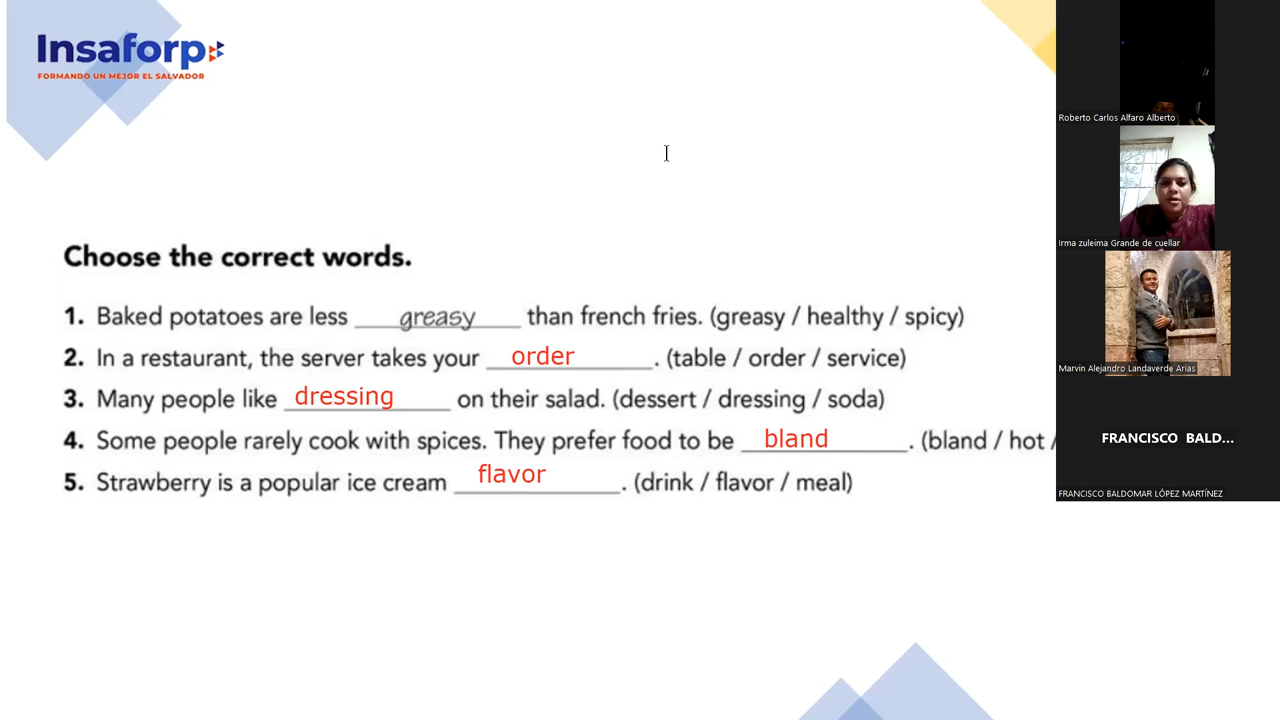 Insaforp
FORMANDO UN MEJOR EL SALVADOR
Choose the correct words.
1. Baked potatoes are less greasy than french fries. (greasy / healthy / spicy)
2. In a restaurant, the server takes your order. (table / order / service)
3. Many people like dressing on their salad. (dessert / dressing / soda)
4. Some people rarely cook with spices. They prefer food to be bland. (bland / hot /
5. Strawberry is a popular ice cream flavor. (drink / flavor / meal)
Roberto Carlos Alfaro Alberto
Irma zuleima Grande de cuellar
Marvin Alejandro Landaverde Arias
FRANCISCO BALD...
FRANCISCO BALDOMAR LÓPEZ MARTÍNEZ